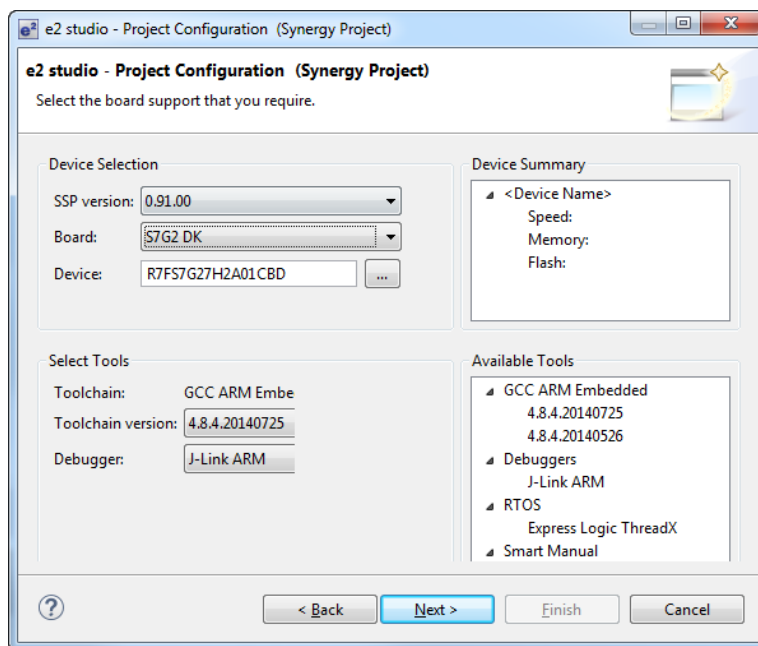 e2 studio - Project Configuration (Synergy Project)
e2 studio - Project Configuration (Synergy Project)
Select the board support that you require.
Device Selection
SSP version: 0.91.00
Board: S7G2 DK
Device: R7FS7G27H2A01CBD ...
Device Summary
<Device Name>
Speed:
Memory:
Flash:
Select Tools
Toolchain: GCC ARM Embe
Toolchain version: 4.8.4.20140725
Debugger: J-Link ARM
Available Tools
GCC ARM Embedded
4.8.4.20140725
4.8.4.20140526
Debuggers
J-Link ARM
RTOS
Express Logic ThreadX
Smart Manual
? < Back Next > Finish Cancel